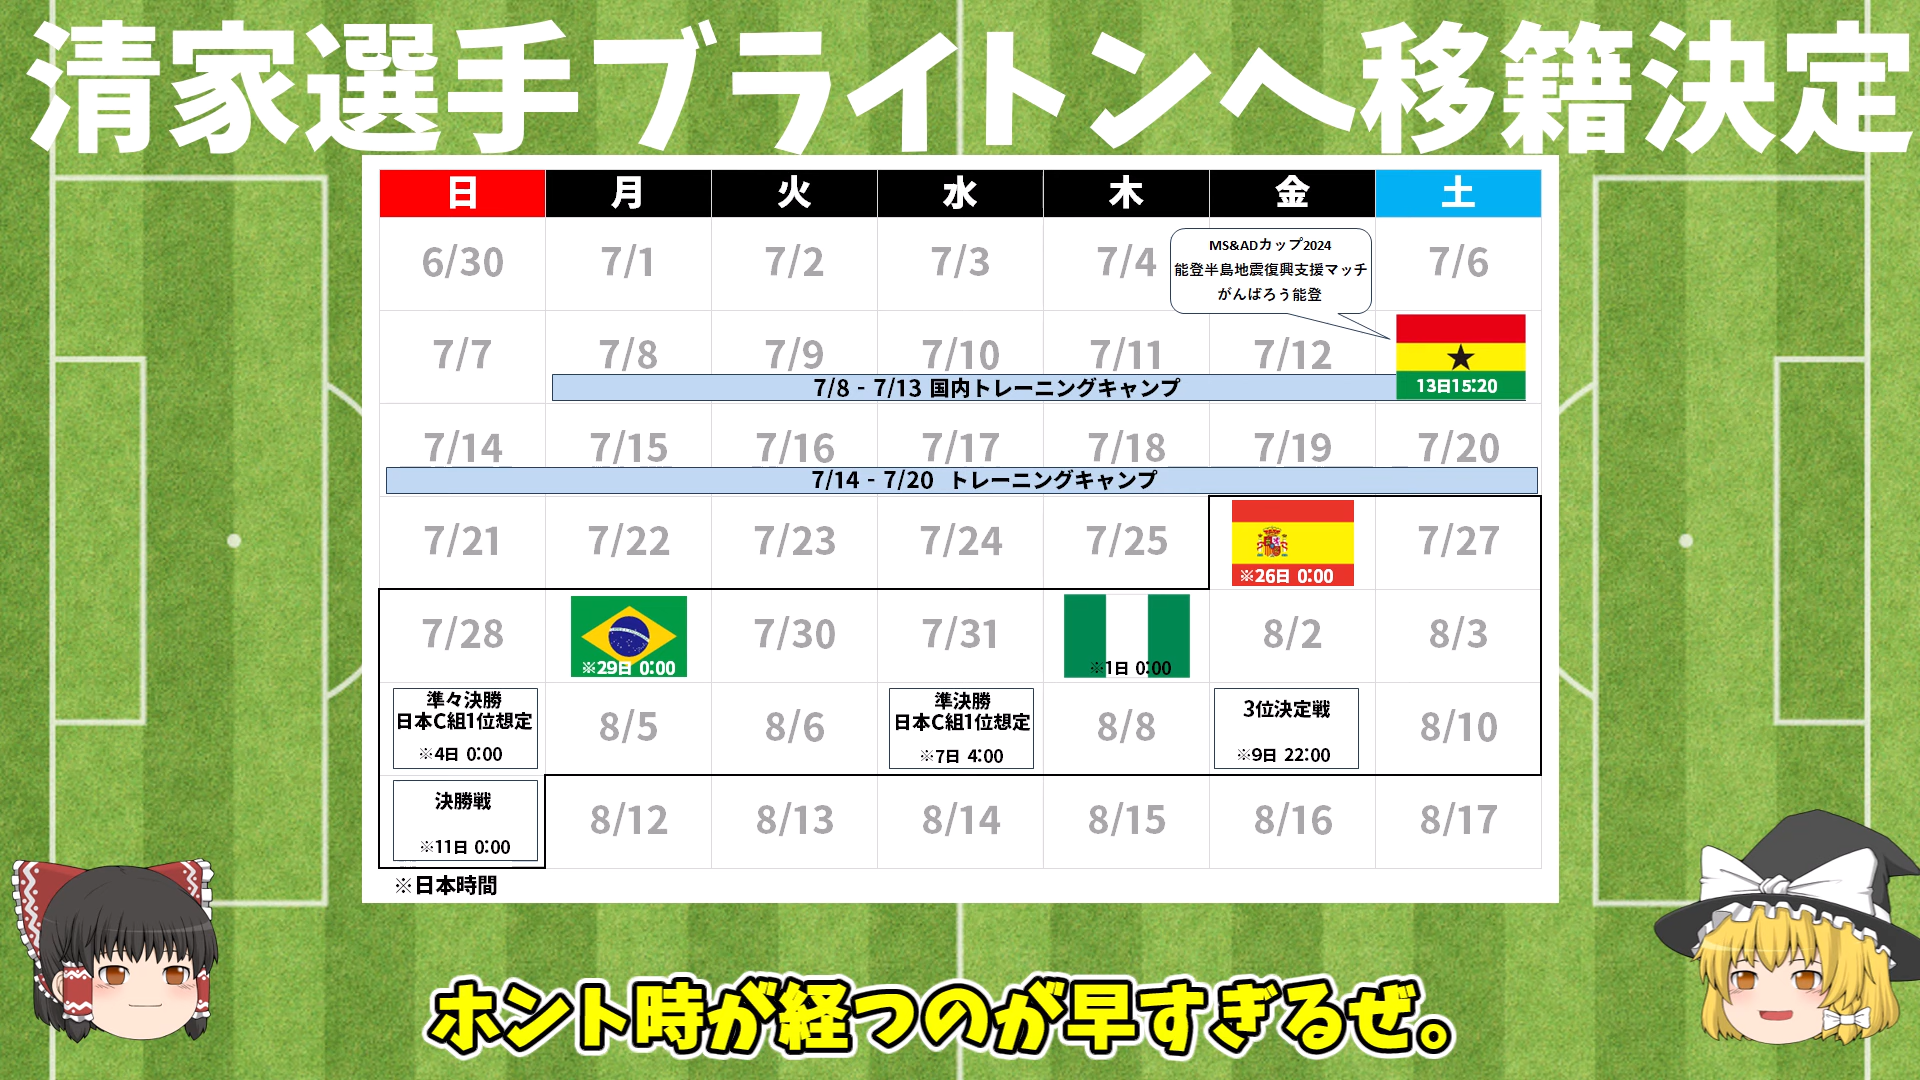 清家選手ブライトンへ移籍決定
日 月 火 水 木 金 土
6/30 7/1 7/2 7/3 7/4 7/6
MS&ADカップ2024
能登半島地震復興支援マッチ
がんばろう能登
7/7 7/8 7/9 7/10 7/11 7/12
13日15:20
7/8 - 7/13 国内トレーニングキャンプ
7/14 7/15 7/16 7/17 7/18 7/19 7/20
7/14 - 7/20 トレーニングキャンプ
7/21 7/22 7/23 7/24 7/25 7/27
※26日 0:00
7/28 7/30 7/31 8/2 8/3
※29日 0:00
※1日 0:00
準々決勝
日本C組1位想定
※4日 0:00
8/5 8/6
準決勝
日本C組1位想定
※7日 4:00
8/8
3位決定戦
※9日 22:00
8/10
決勝戦
※11日 0:00
8/12 8/13 8/14 8/15 8/16 8/17
※日本時間
ホント時が経つのが早すぎるぜ。